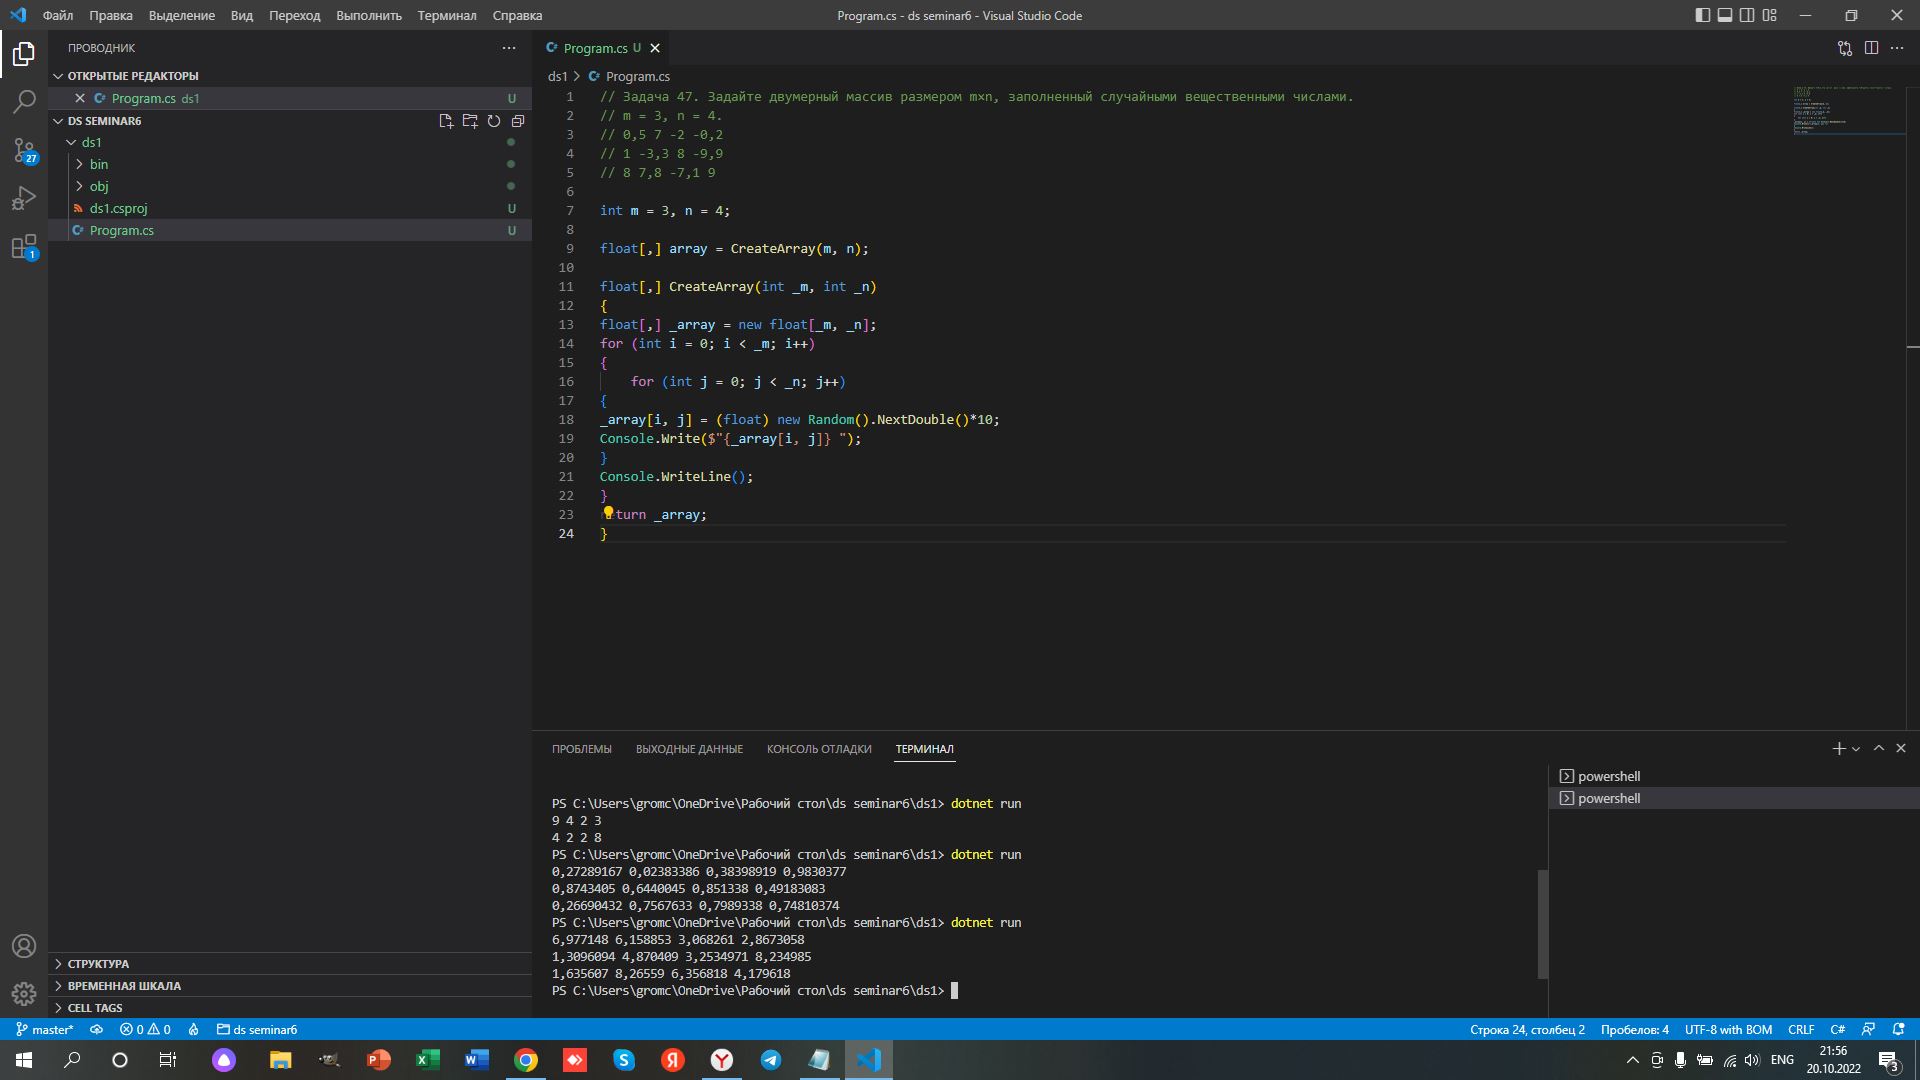 Файл Правка Выделение Вид Переход Выполнить Терминал Справка
Program.cs - ds seminar6 - Visual Studio Code
ПРОВОДНИК
ОТКРЫТЫЕ РЕДАКТОРЫ
Program.cs ds1 U
DS SEMINAR6
ds1
bin
obj
ds1.csproj U
Program.cs U
27
1
СТРУКТУРА
ВРЕМЕННАЯ ШКАЛА
CELL TAGS
Program.cs U
ds1 > Program.cs
1 // Задача 47. Задайте двумерный массив размером m×n, заполненный случайными вещественными числами.
2 // m = 3, n = 4.
3 // 0,5 7 -2 -0,2
4 // 1 -3,3 8 -9,9
5 // 8 7,8 -7,1 9
6
7 int m = 3, n = 4;
8
9 float[,] array = CreateArray(m, n);
10
11 float[,] CreateArray(int _m, int _n)
12 {
13 float[,] _array = new float[_m, _n];
14 for (int i = 0; i < _m; i++)
15 {
16 for (int j = 0; j < _n; j++)
17 {
18 _array[i, j] = (float) new Random().NextDouble()*10;
19 Console.Write($"{_array[i, j]} ");
20 }
21 Console.WriteLine();
22 }
23 turn _array;
24 }
ПРОБЛЕМЫ ВЫХОДНЫЕ ДАННЫЕ КОНСОЛЬ ОТЛАДКИ ТЕРМИНАЛ
PS C:\Users\gromc\OneDrive\Рабочий стол\ds seminar6\ds1> dotnet run
9 4 2 3
4 2 2 8
PS C:\Users\gromc\OneDrive\Рабочий стол\ds seminar6\ds1> dotnet run
0,27289167 0,02383386 0,38398919 0,9830377
0,8743405 0,6440045 0,851338 0,49183083
0,26690432 0,7567633 0,7989338 0,74810374
PS C:\Users\gromc\OneDrive\Рабочий стол\ds seminar6\ds1> dotnet run
6,977148 6,158853 3,068261 2,8673058
1,3096094 4,870409 3,2534971 8,234985
1,635607 8,26559 6,356818 4,179618
PS C:\Users\gromc\OneDrive\Рабочий стол\ds seminar6\ds1>
powershell
powershell
master* 0 0 ds seminar6
Строка 24, столбец 2 Пробелов: 4 UTF-8 with BOM CRLF C#
ENG
21:56
20.10.2022
3